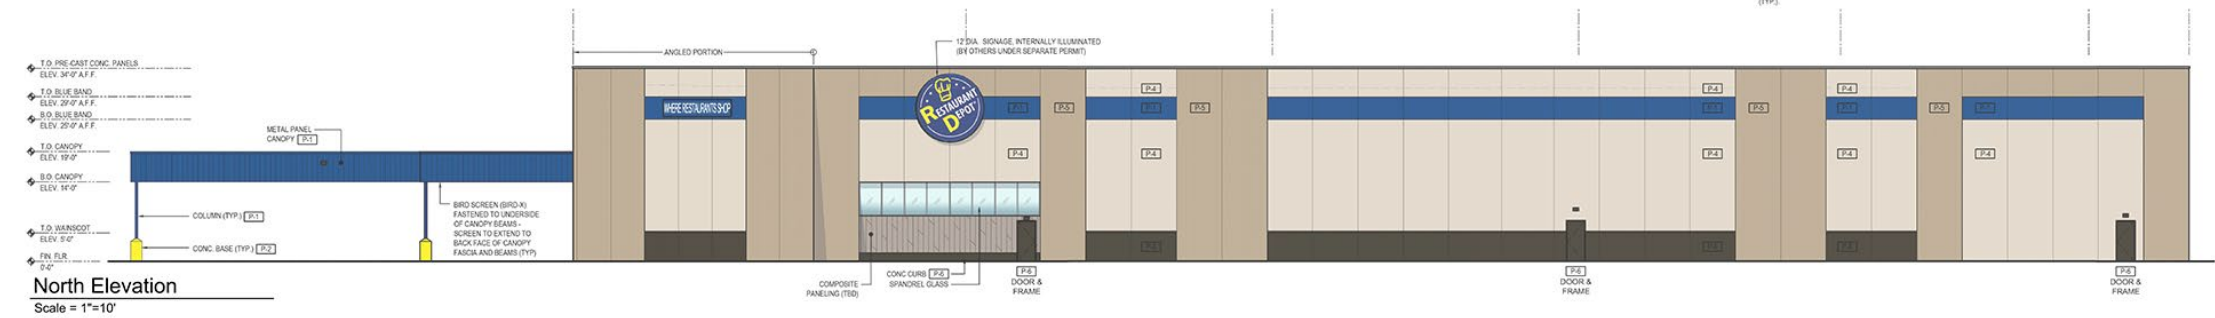 (TYP.).
ANGLED PORTION
12' DIA. SIGNAGE, INTERNALLY ILLUMINATED
(BY OTHERS UNDER SEPARATE PERMIT)
T.O. PRE-CAST CONC. PANELS
ELEV. 34'-0" A.F.F.
T.O. BLUE BAND
ELEV. 29'-0" A.F.F.
B.O. BLUE BAND
ELEV. 25'-0" A.F.F.
T.O. CANOPY
ELEV. 19'-0"
B.O. CANOPY
ELEV. 14'-0"
T.O. WAINSCOT
ELEV. 5'-0"
FIN. FLR.
0'-0"
METAL PANEL
CANOPY P-1
COLUMN (TYP.) P-1
CONC. BASE (TYP.) P-2
BIRD SCREEN (BIRD-X)
FASTENED TO UNDERSIDE
OF CANOPY BEAMS -
SCREEN TO EXTEND TO
BACK FACE OF CANOPY
FASCIA AND BEAMS (TYP)
WHERE RESTAURANTS SHOP
RESTAURANT
DEPOT
P-1 P-5 P-1 P-5 P-1 P-5 P-1 P-5 P-1
P-4 P-4 P-4
P-4 P-4 P-4 P-4 P-4
COMPOSITE
PANELING (TBD)
CONC CURB P-6
SPANDREL GLASS
P-6
DOOR &
FRAME
P-6
DOOR &
FRAME
P-6
DOOR &
FRAME
North Elevation
Scale = 1"=10'